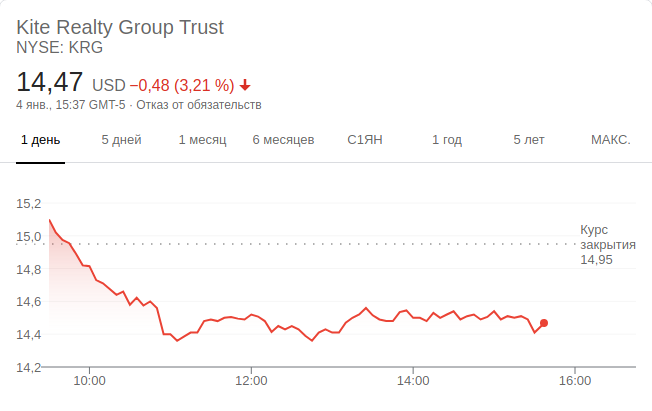 Kite Realty Group Trust
NYSE: KRG
14,47 USD −0,48 (3,21 %)
4 янв., 15:37 GMT-5 · Отказ от обязательств
1 день 5 дней 1 месяц 6 месяцев С1ЯН 1 год 5 лет МАКС.
15,2
15,0
14,8
14,6
14,4
14,2
Курс
закрытия
14,95
10:00 12:00 14:00 16:00